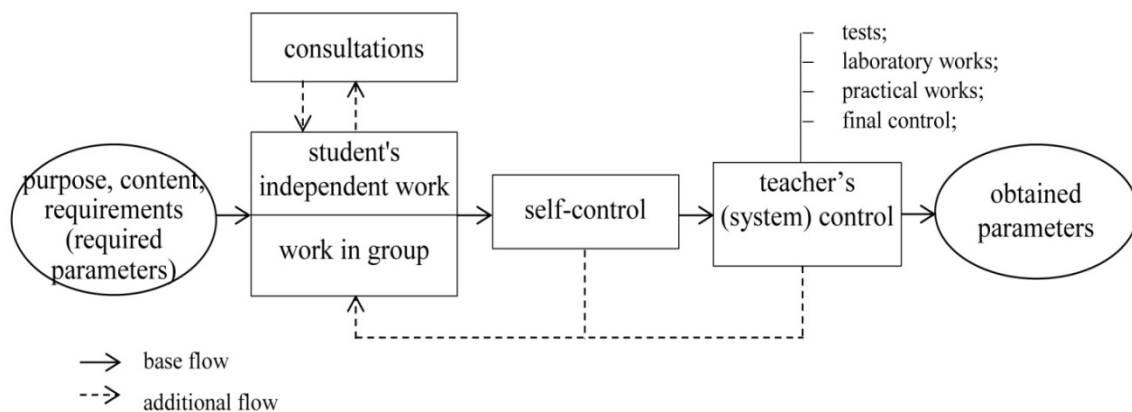 consultations
tests;
laboratory works;
practical works;
final control;
purpose, content,
requirements
(required
parameters)
student's
independent work
work in group
self-control
teacher’s
(system) control
obtained
parameters
base flow
additional flow